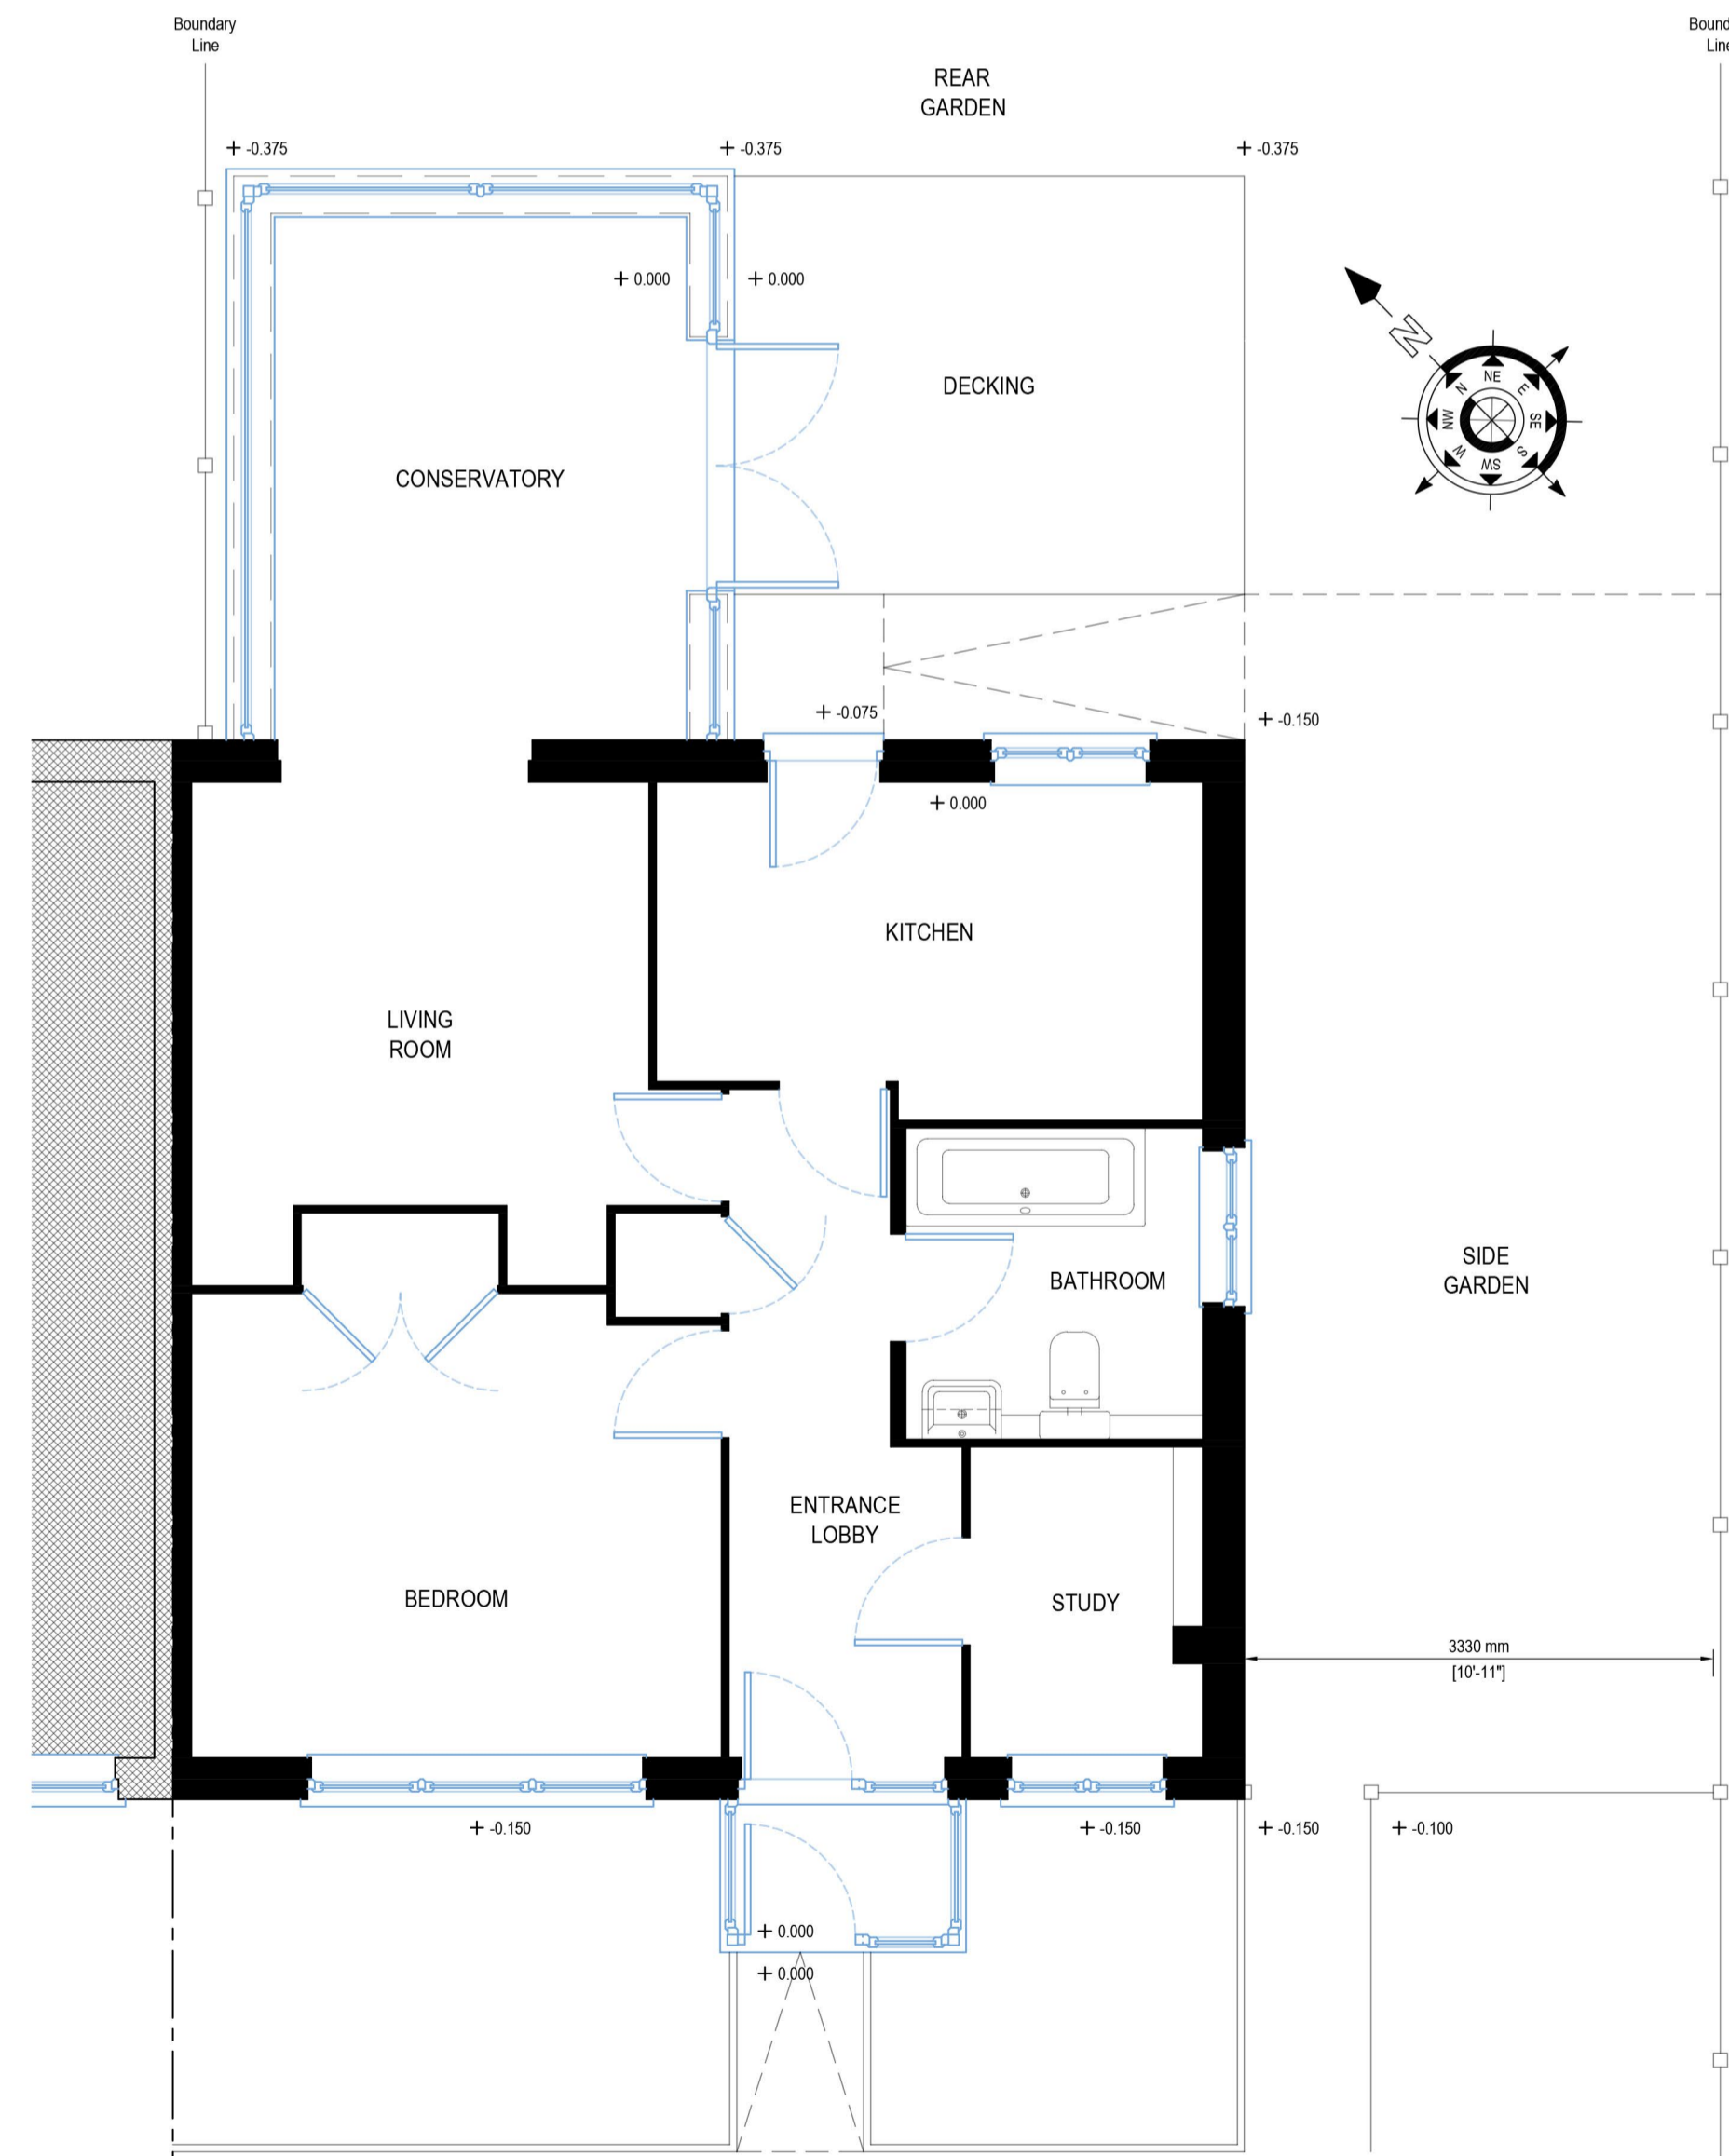 Boundary
Line
Bound
Line
REAR
GARDEN
+ -0.375
+ -0.375
+ -0.375
+ 0.000
+ 0.000
N
NE
E
SE
S
SW
W
NW
N
DECKING
CONSERVATORY
+ -0.075
+ -0.150
+ 0.000
KITCHEN
LIVING
ROOM
BATHROOM
SIDE
GARDEN
ENTRANCE
LOBBY
BEDROOM
STUDY
3330 mm
[10'-11"]
+ -0.150
+ -0.150
+ -0.150
+ -0.100
+ 0.000
+ 0.000